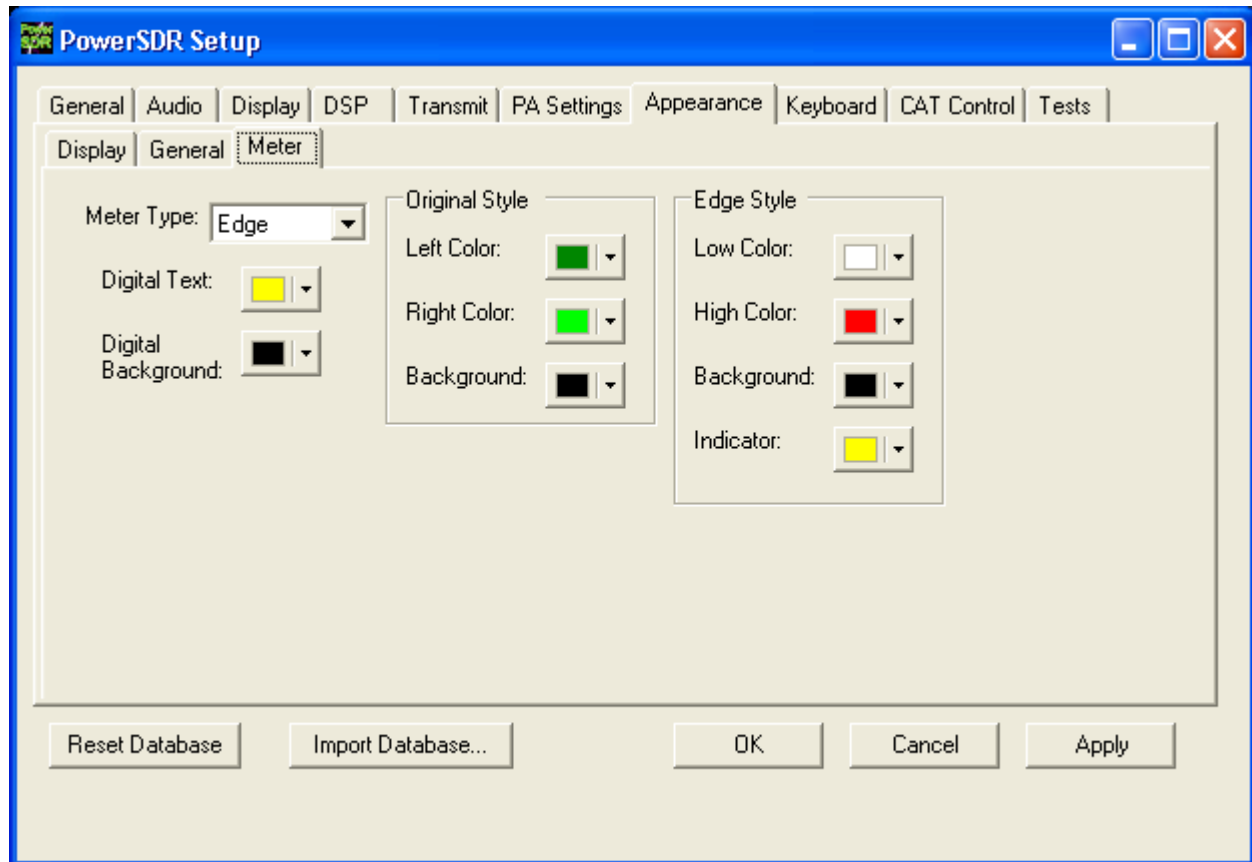 Power SDR PowerSDR Setup
General Audio Display DSP Transmit PA Settings Appearance Keyboard CAT Control Tests
Display General Meter
Meter Type: Edge
Digital Text:
Digital
Background:
Original Style
Left Color:
Right Color:
Background:
Edge Style
Low Color:
High Color:
Background:
Indicator:
Reset Database Import Database... OK Cancel Apply